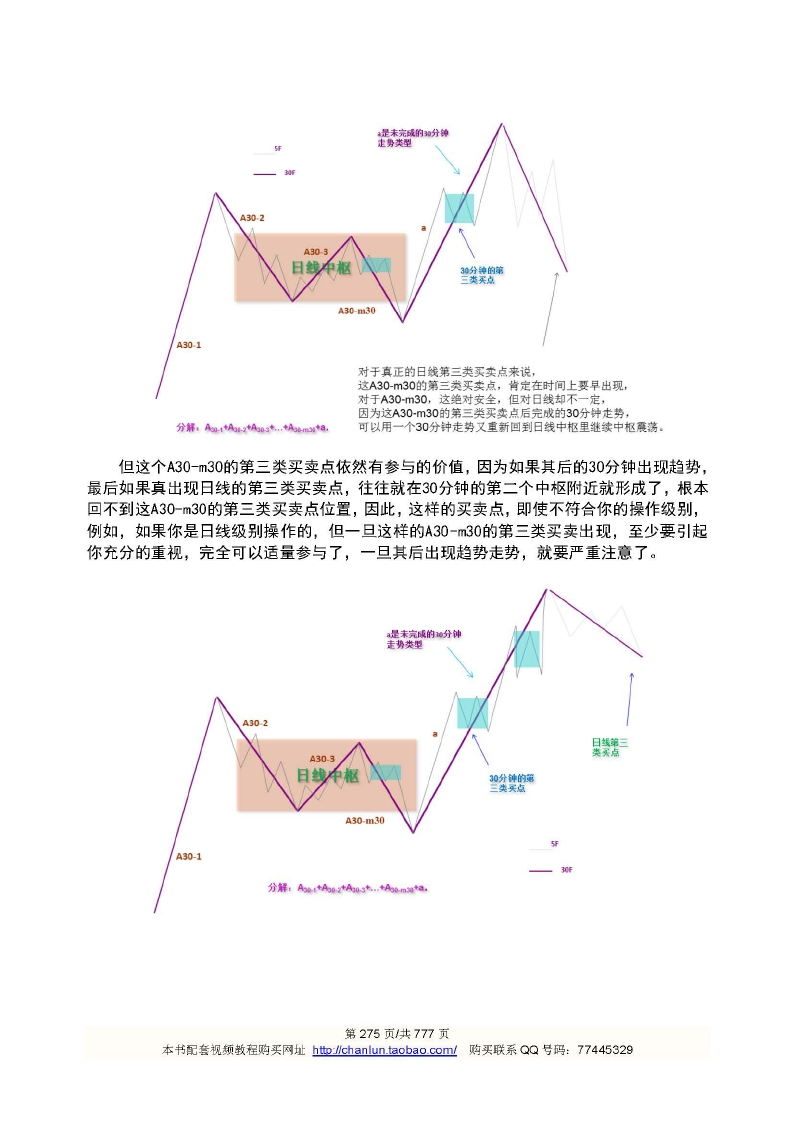 a是未完成的30分钟
走势类型
5F
30F
A30-2
a
A30-3
日线中枢
30分钟的第
三类买点
A30-m30
A30-1
对于真正的日线第三类买卖点来说，
这A30-m30的第三类买卖点，肯定在时间上要早出现，
对于A30-m30，这绝对安全，但对日线却不一定，
因为这A30-m30的第三类买卖点后完成的30分钟走势，
可以用一个30分钟走势又重新回到日线中枢里继续中枢震荡。
分解：A30-1+A30-2+A30-3+…+A30-m30+a。
但这个A30-m30的第三类买卖点依然有参与的价值，因为如果其后的30分钟出现趋势，
最后如果真出现日线的第三类买卖点，往往就在30分钟的第二个中枢附近就形成了，根本
回不到这A30-m30的第三类买卖点位置，因此，这样的买卖点，即使不符合你的操作级别，
例如，如果你是日线级别操作的，但一旦这样的A30-m30的第三类买卖出现，至少要引起
你充分的重视，完全可以适量参与了，一旦其后出现趋势走势，就要严重注意了。
a是未完成的30分钟
走势类型
A30-2
a
日线第三
类买点
A30-3
日线中枢
30分钟的第
三类买点
A30-m30
5F
A30-1
30F
分解：A30-1+A30-2+A30-3+…+A30-m30+a。
第 275 页/共 777 页
本书配套视频教程购买网址 http://chanlun.taobao.com/ 购买联系 QQ 号码：77445329